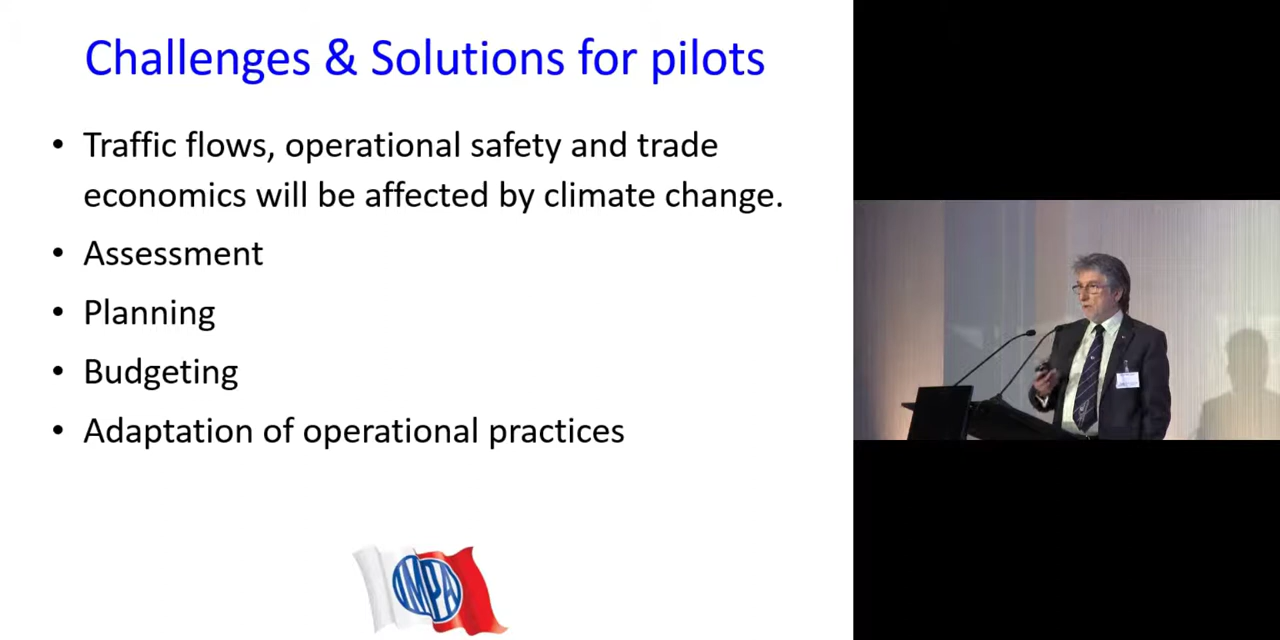 Challenges & Solutions for pilots
• Traffic flows, operational safety and trade
economics will be affected by climate change.
• Assessment
• Planning
• Budgeting
• Adaptation of operational practices
IMPA